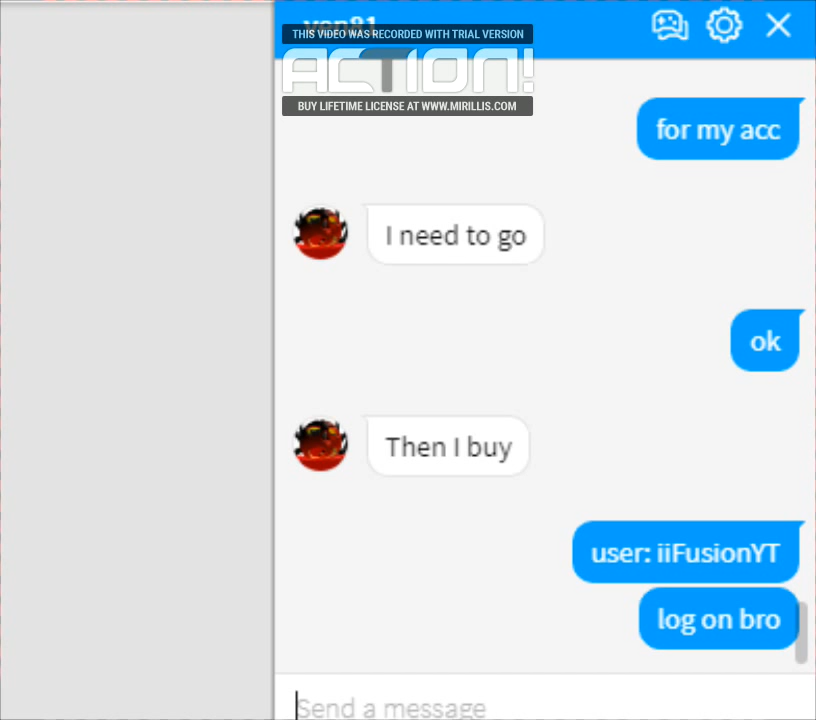 THIS VIDEO WAS RECORDED WITH TRIAL VERSION
ACTION!
BUY LIFETIME LICENSE AT WWW.MIRILLIS.COM
for my acc
I need to go
ok
Then I buy
user: iiFusionYT
log on bro
Send a message